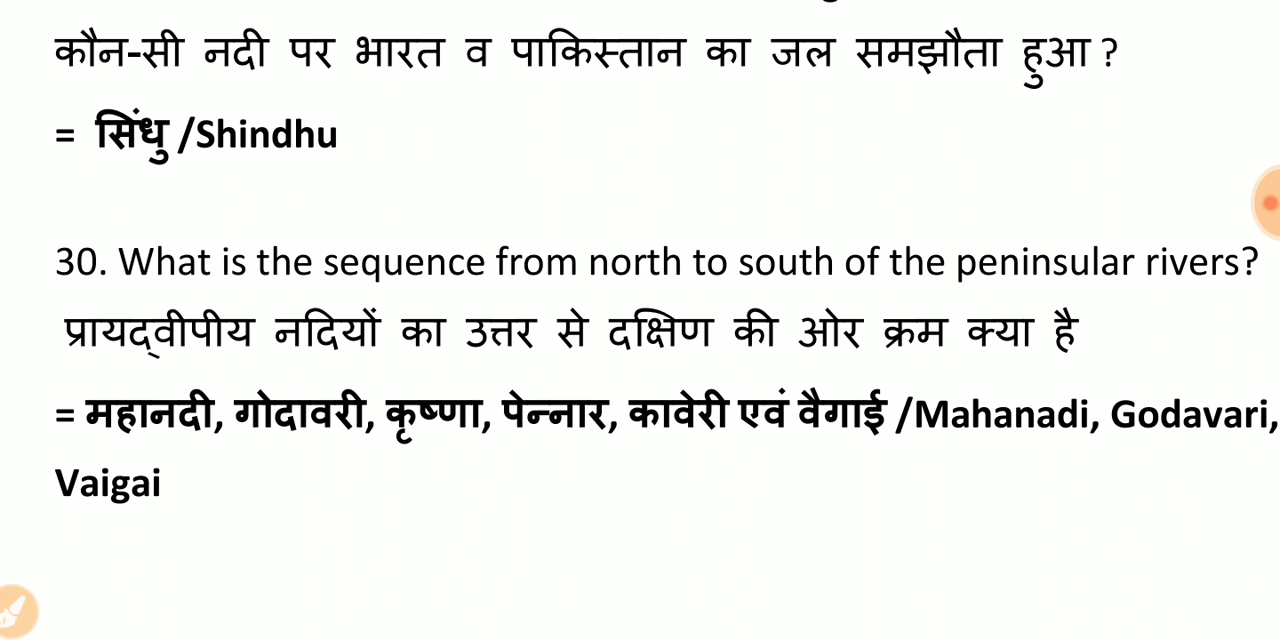 कौन-सी नदी पर भारत व पाकिस्तान का जल समझौता हुआ ?
= सिंधु /Shindhu
30. What is the sequence from north to south of the peninsular rivers?
प्रायद्वीपीय नदियों का उत्तर से दक्षिण की ओर क्रम क्या है
= महानदी, गोदावरी, कृष्णा, पेन्नार, कावेरी एवं वैगाई /Mahanadi, Godavari,
Vaigai